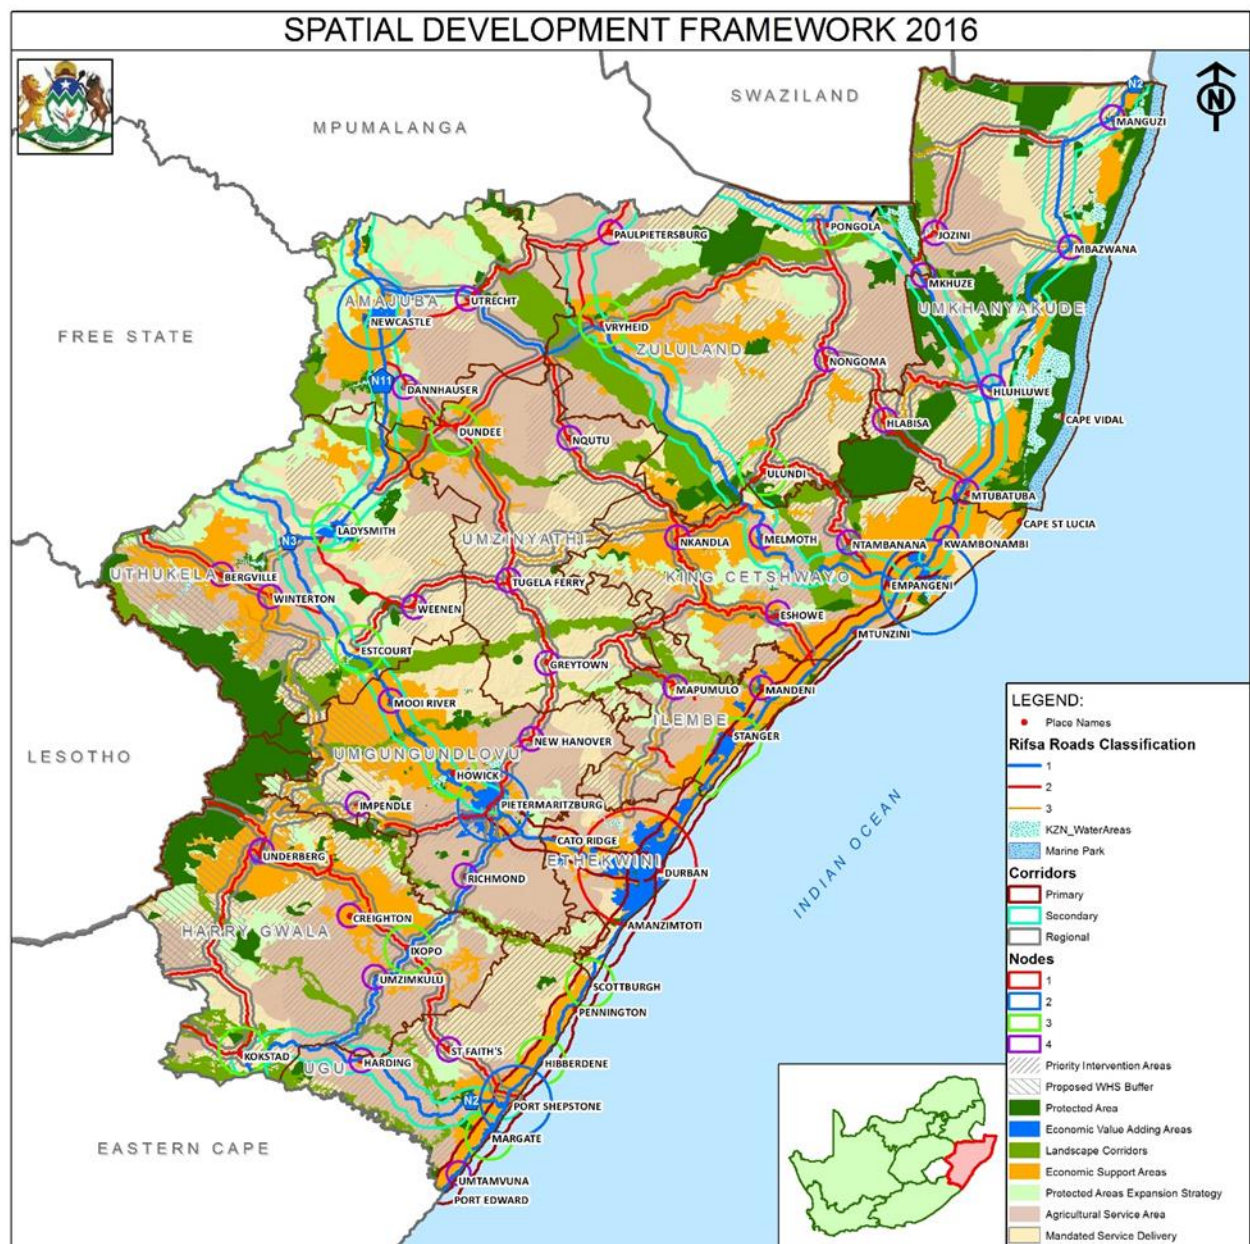 SPATIAL DEVELOPMENT FRAMEWORK 2016
SWAZILAND
MPUMALANGA
N
N2
MANGUZI
PAULPIETERSBURG
PONGOLA
JOZINI
MBAZWANA
MKHUZE
UMKHANYAKUDE
AMAJUBA
UTRECHT
NEWCASTLE
FREE STATE
VRYHEID
ZULULAND
NONGOMA
N11
DANNHAUSER
HLUHLUWE
HLABISA
CAPE VIDAL
DUNDEE
NQUTU
ULUNDI
MTUBATUBA
CAPE ST LUCIA
LADYSMITH
N3
UMZINYATHI
NKANDLA
MELMOTH
NTAMBANANA
KWAMBONAMBI
UTHUKELA
BERGVILLE
WINTERTON
TUGELA FERRY
KING CETSHWAYO
EMPANGENI
WEENEN
ESHOWE
MTUNZINI
ESTCOURT
GREYTOWN
MAPUMULO
MANDENI
MOOI RIVER
ILEMBE
STANGER
NEW HANOVER
UMGUNGUNDLOVU
LESOTHO
HOWICK
IMPENDLE
PIETERMARITZBURG
CATO RIDGE
UNDERBERG
ETHEKWINI
DURBAN
RICHMOND
INDIAN OCEAN
CREIGHTON
AMANZIMTOTI
HARRY GWALA
IXOPO
UMZIMKULU
SCOTTBURGH
PENNINGTON
KOKSTAD
ST FAITH'S
HARDING
UGU
HIBBERDENE
N2
PORT SHEPSTONE
EASTERN CAPE
MARGATE
UMTAMVUNA
PORT EDWARD
LEGEND:
Place Names
Rifsa Roads Classification
1
2
3
KZN_WaterAreas
Marine Park
Corridors
Primary
Secondary
Regional
Nodes
1
2
3
4
Priority Intervention Areas
Proposed WHS Buffer
Protected Area
Economic Value Adding Areas
Landscape Corridors
Economic Support Areas
Protected Areas Expansion Strategy
Agricultural Service Area
Mandated Service Delivery